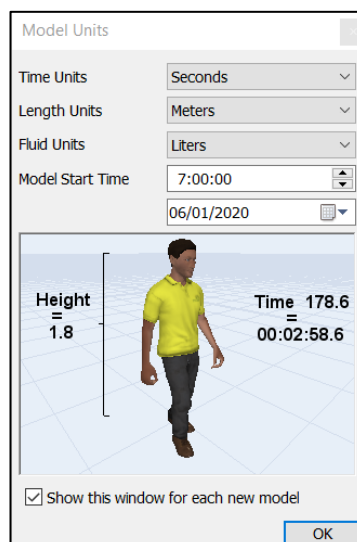 Model Units
Time Units Seconds
Length Units Meters
Fluid Units Liters
Model Start Time 7:00:00
06/01/2020
Height
=
1.8
Time 178.6
=
00:02:58.6
Show this window for each new model
OK